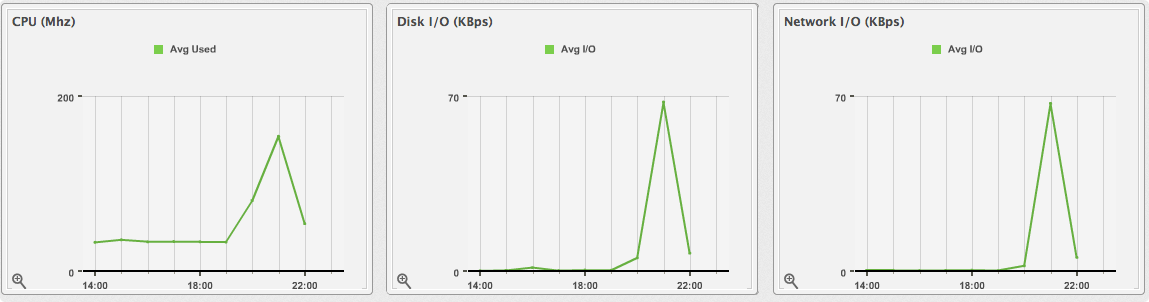 CPU (Mhz)
Avg Used
200
0
14:00 18:00 22:00
Disk I/O (KBps)
Avg I/O
70
0
14:00 18:00 22:00
Network I/O (KBps)
Avg I/O
70
0
14:00 18:00 22:00